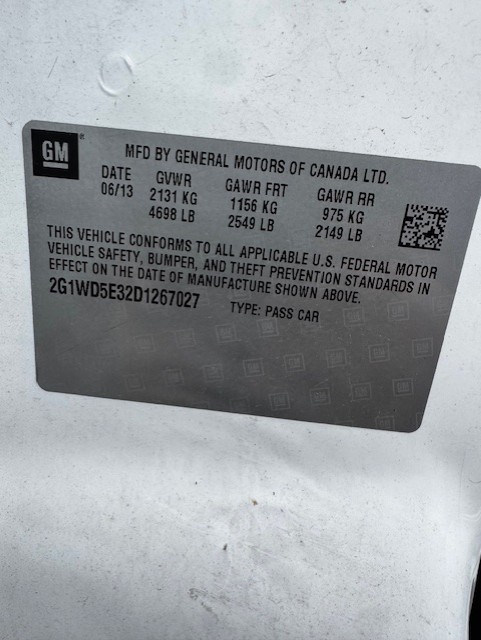 GM
MFD BY GENERAL MOTORS OF CANADA LTD.
DATE GVWR GAWR FRT GAWR RR
06/13 2131 KG 1156 KG 975 KG
4698 LB 2549 LB 2149 LB
THIS VEHICLE CONFORMS TO ALL APPLICABLE U.S. FEDERAL MOTOR
VEHICLE SAFETY, BUMPER, AND THEFT PREVENTION STANDARDS IN
EFFECT ON THE DATE OF MANUFACTURE SHOWN ABOVE.
2G1WD5E32D1267027 TYPE: PASS CAR